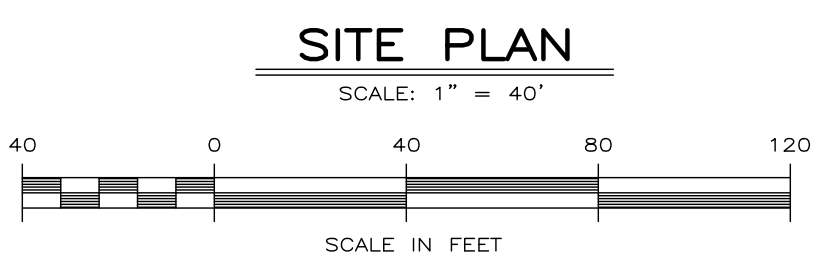 SITE PLAN
SCALE: 1" = 40'
40 0 40 80 120
SCALE IN FEET